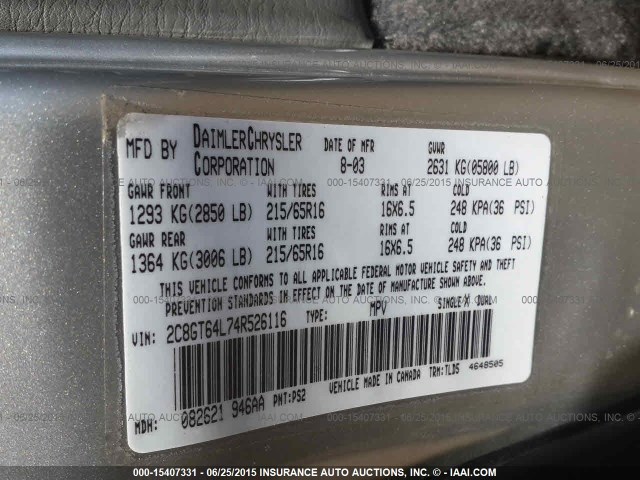 MFD BY DAIMLERCHRYSLER CORPORATION DATE OF MFR 8-03 GVWR 2631 KG(05800 LB)
GAWR FRONT WITH TIRES RIMS AT COLD
1293 KG(2850 LB) 215/65R16 16X6.5 248 KPA(36 PSI)
GAWR REAR WITH TIRES RIMS AT COLD
1364 KG(3006 LB) 215/65R16 16X6.5 248 KPA(36 PSI)
THIS VEHICLE CONFORMS TO ALL APPLICABLE FEDERAL MOTOR VEHICLE SAFETY AND THEFT
PREVENTION STANDARDS IN EFFECT ON THE DATE OF MANUFACTURE SHOWN ABOVE.
VIN: 2C8GT64L74R526116 TYPE: MPV SINGLE/X DUAL
MDH: 082621 946AA PNT:PS2 VEHICLE MADE IN CANADA TRM:TLD5 4648505
000-15407331 - 06/25/2015 INSURANCE AUTO AUCTIONS, SECTN. - © - IAAI.COM